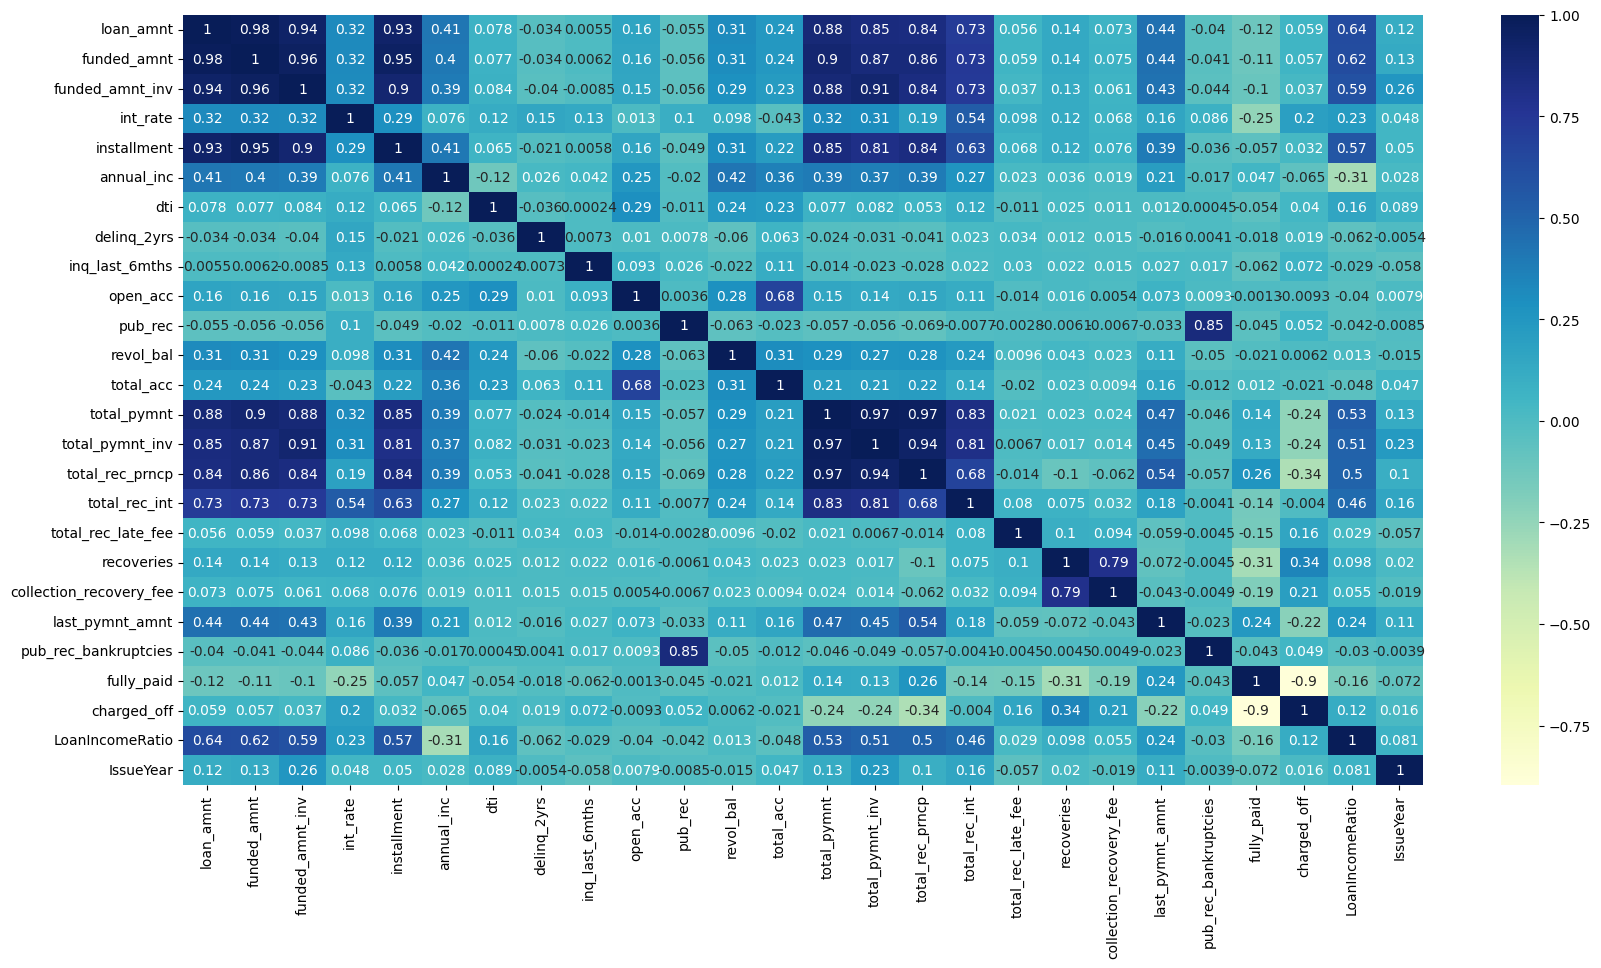 loan_amnt 1 0.98 0.94 0.32 0.93 0.41 0.078 -0.034 0.0055 0.16 -0.055 0.31 0.24 0.88 0.85 0.84 0.73 0.056 0.14 0.073 0.44 -0.04 -0.12 0.059 0.64 0.12
funded_amnt 0.98 1 0.96 0.32 0.95 0.4 0.077 -0.034 0.0062 0.16 -0.056 0.31 0.24 0.9 0.87 0.86 0.73 0.059 0.14 0.075 0.44 -0.041 -0.11 0.057 0.62 0.13
funded_amnt_inv 0.94 0.96 1 0.32 0.9 0.39 0.084 -0.04 -0.0085 0.15 -0.056 0.29 0.23 0.88 0.91 0.84 0.73 0.037 0.13 0.061 0.43 -0.044 -0.1 0.037 0.59 0.26
int_rate 0.32 0.32 0.32 1 0.29 0.076 0.12 0.15 0.13 0.013 0.1 0.098 -0.043 0.32 0.31 0.19 0.54 0.098 0.12 0.068 0.16 0.086 -0.25 0.2 0.23 0.048
installment 0.93 0.95 0.9 0.29 1 0.41 0.065 -0.021 0.0058 0.16 -0.049 0.31 0.22 0.85 0.81 0.84 0.63 0.068 0.12 0.076 0.39 -0.036 -0.057 0.032 0.57 0.05
annual_inc 0.41 0.4 0.39 0.076 0.41 1 -0.12 0.026 0.042 0.25 -0.02 0.42 0.36 0.39 0.37 0.39 0.27 0.023 0.036 0.019 0.21 -0.017 0.047 -0.065 -0.31 0.028
dti 0.078 0.077 0.084 0.12 0.065 -0.12 1 -0.036 0.00024 0.29 -0.011 0.24 0.23 0.077 0.082 0.053 0.12 -0.011 0.025 0.011 0.012 0.00045 -0.054 0.04 0.16 0.089
delinq_2yrs -0.034 -0.034 -0.04 0.15 -0.021 0.026 -0.036 1 0.0073 0.01 0.0078 -0.06 0.063 -0.024 -0.031 -0.041 0.023 0.034 0.012 0.015 -0.016 0.0041 -0.018 0.019 -0.062 -0.0054
inq_last_6mths 0.0055 0.0062 -0.0085 0.13 0.0058 0.042 0.00024 0.0073 1 0.093 0.026 -0.022 0.11 -0.014 -0.023 -0.028 0.022 0.03 0.022 0.015 0.027 0.017 -0.062 0.072 -0.029 -0.058
open_acc 0.16 0.16 0.15 0.013 0.16 0.25 0.29 0.01 0.093 1 0.0036 0.28 0.68 0.15 0.14 0.15 0.11 -0.014 0.016 0.0054 0.073 0.0093 -0.0013 -0.0093 -0.04 0.0079
pub_rec -0.055 -0.056 -0.056 0.1 -0.049 -0.02 -0.011 0.0078 0.026 0.0036 1 -0.063 -0.023 -0.057 -0.056 -0.069 -0.0077 -0.0028 -0.0061 -0.0067 -0.033 0.85 -0.045 0.052 -0.042 -0.0085
revol_bal 0.31 0.31 0.29 0.098 0.31 0.42 0.24 -0.06 -0.022 0.28 -0.063 1 0.31 0.29 0.27 0.28 0.24 0.0096 0.043 0.023 0.11 -0.05 -0.021 0.0062 0.013 -0.015
total_acc 0.24 0.24 0.23 -0.043 0.22 0.36 0.23 0.063 0.11 0.68 -0.023 0.31 1 0.21 0.21 0.22 0.14 -0.02 0.023 0.0094 0.16 -0.012 0.012 -0.021 -0.048 0.047
total_pymnt 0.88 0.9 0.88 0.32 0.85 0.39 0.077 -0.024 -0.014 0.15 -0.057 0.29 0.21 1 0.97 0.97 0.83 0.021 0.023 0.024 0.47 -0.046 0.14 -0.24 0.53 0.13
total_pymnt_inv 0.85 0.87 0.91 0.31 0.81 0.37 0.082 -0.031 -0.023 0.14 -0.056 0.27 0.21 0.97 1 0.94 0.81 0.0067 0.017 0.014 0.45 -0.049 0.13 -0.24 0.51 0.23
total_rec_prncp 0.84 0.86 0.84 0.19 0.84 0.39 0.053 -0.041 -0.028 0.15 -0.069 0.28 0.22 0.97 0.94 1 0.68 -0.014 -0.1 -0.062 0.54 -0.057 0.26 -0.34 0.5 0.1
total_rec_int 0.73 0.73 0.73 0.54 0.63 0.27 0.12 0.023 0.022 0.11 -0.0077 0.24 0.14 0.83 0.81 0.68 1 0.08 0.075 0.032 0.18 -0.0041 -0.14 -0.004 0.46 0.16
total_rec_late_fee 0.056 0.059 0.037 0.098 0.068 0.023 -0.011 0.034 0.03 -0.014 -0.0028 0.0096 -0.02 0.021 0.0067 -0.014 0.08 1 0.1 0.094 -0.059 -0.0045 -0.15 0.16 0.029 -0.057
recoveries 0.14 0.14 0.13 0.12 0.12 0.036 0.025 0.012 0.022 0.016 -0.0061 0.043 0.023 0.023 0.017 -0.1 0.075 0.1 1 0.79 -0.072 -0.0045 -0.31 0.34 0.098 0.02
collection_recovery_fee 0.073 0.075 0.061 0.068 0.076 0.019 0.011 0.015 0.015 0.0054 -0.0067 0.023 0.0094 0.024 0.014 -0.062 0.032 0.094 0.79 1 -0.043 -0.0049 -0.19 0.21 0.055 -0.019
last_pymnt_amnt 0.44 0.44 0.43 0.16 0.39 0.21 0.012 -0.016 0.027 0.073 -0.033 0.11 0.16 0.47 0.45 0.54 0.18 -0.059 -0.072 -0.043 1 -0.023 0.24 -0.22 0.24 0.11
pub_rec_bankruptcies -0.04 -0.041 -0.044 0.086 -0.036 -0.017 0.00045 0.0041 0.017 0.0093 0.85 -0.05 -0.012 -0.046 -0.049 -0.057 -0.0041 -0.0045 -0.0045 -0.0049 -0.023 1 -0.043 0.049 -0.03 -0.0039
fully_paid -0.12 -0.11 -0.1 -0.25 -0.057 0.047 -0.054 -0.018 -0.062 -0.0013 -0.045 -0.021 0.012 0.14 0.13 0.26 -0.14 -0.15 -0.31 -0.19 0.24 -0.043 1 -0.9 -0.16 -0.072
charged_off 0.059 0.057 0.037 0.2 0.032 -0.065 0.04 0.019 0.072 -0.0093 0.052 0.0062 -0.021 -0.24 -0.24 -0.34 -0.004 0.16 0.34 0.21 -0.22 0.049 -0.9 1 0.12 0.016
LoanIncomeRatio 0.64 0.62 0.59 0.23 0.57 -0.31 0.16 -0.062 -0.029 -0.04 -0.042 0.013 -0.048 0.53 0.51 0.5 0.46 0.029 0.098 0.055 0.24 -0.03 -0.16 0.12 1 0.081
IssueYear 0.12 0.13 0.26 0.048 0.05 0.028 0.089 -0.0054 -0.058 0.0079 -0.0085 -0.015 0.047 0.13 0.23 0.1 0.16 -0.057 0.02 -0.019 0.11 -0.0039 -0.072 0.016 0.081 1
loan_amnt
funded_amnt
funded_amnt_inv
int_rate
installment
annual_inc
dti
delinq_2yrs
inq_last_6mths
open_acc
pub_rec
revol_bal
total_acc
total_pymnt
total_pymnt_inv
total_rec_prncp
total_rec_int
total_rec_late_fee
recoveries
collection_recovery_fee
last_pymnt_amnt
pub_rec_bankruptcies
fully_paid
charged_off
LoanIncomeRatio
IssueYear
1.00
0.75
0.50
0.25
0.00
−0.25
−0.50
−0.75